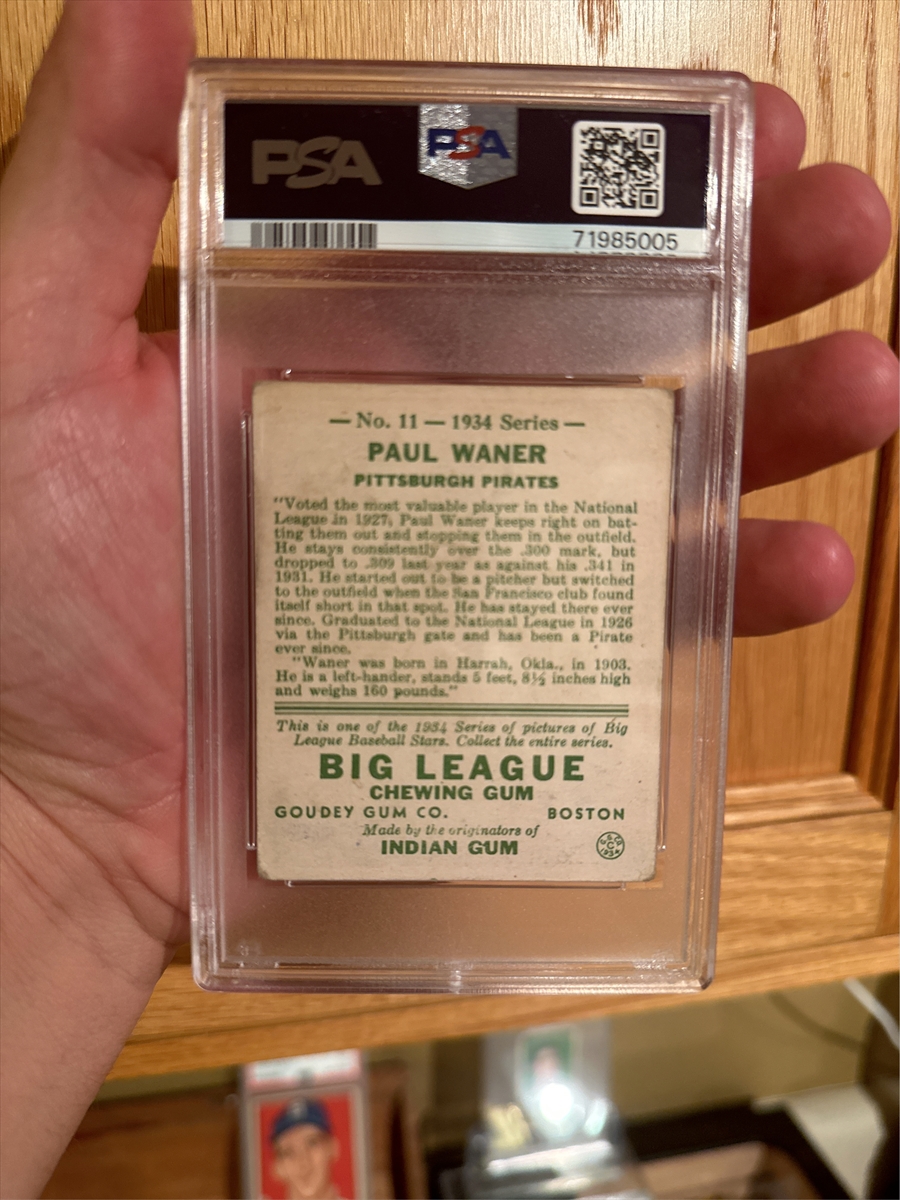 PSA
PSA
71985005
— No. 11 — 1934 Series —
PAUL WANER
PITTSBURGH PIRATES
"Voted the most valuable player in the National
League in 1927, Paul Waner keeps right on bat-
ting them out and stopping them in the outfield.
He stays consistently over the .300 mark, but
dropped to .309 last year as against his .341 in
1931. He started out to be a pitcher but switched
to the outfield when the San Francisco club found
itself short in that spot. He has stayed there ever
since. Graduated to the National League in 1926
via the Pittsburgh gate and has been a Pirate
ever since.
"Waner was born in Harrah, Okla., in 1903.
He is a left-hander, stands 5 feet, 8½ inches high
and weighs 160 pounds."
This is one of the 1934 Series of pictures of Big
League Baseball Stars. Collect the entire series.
BIG LEAGUE
CHEWING GUM
GOUDEY GUM CO. BOSTON
Made by the originators of
INDIAN GUM